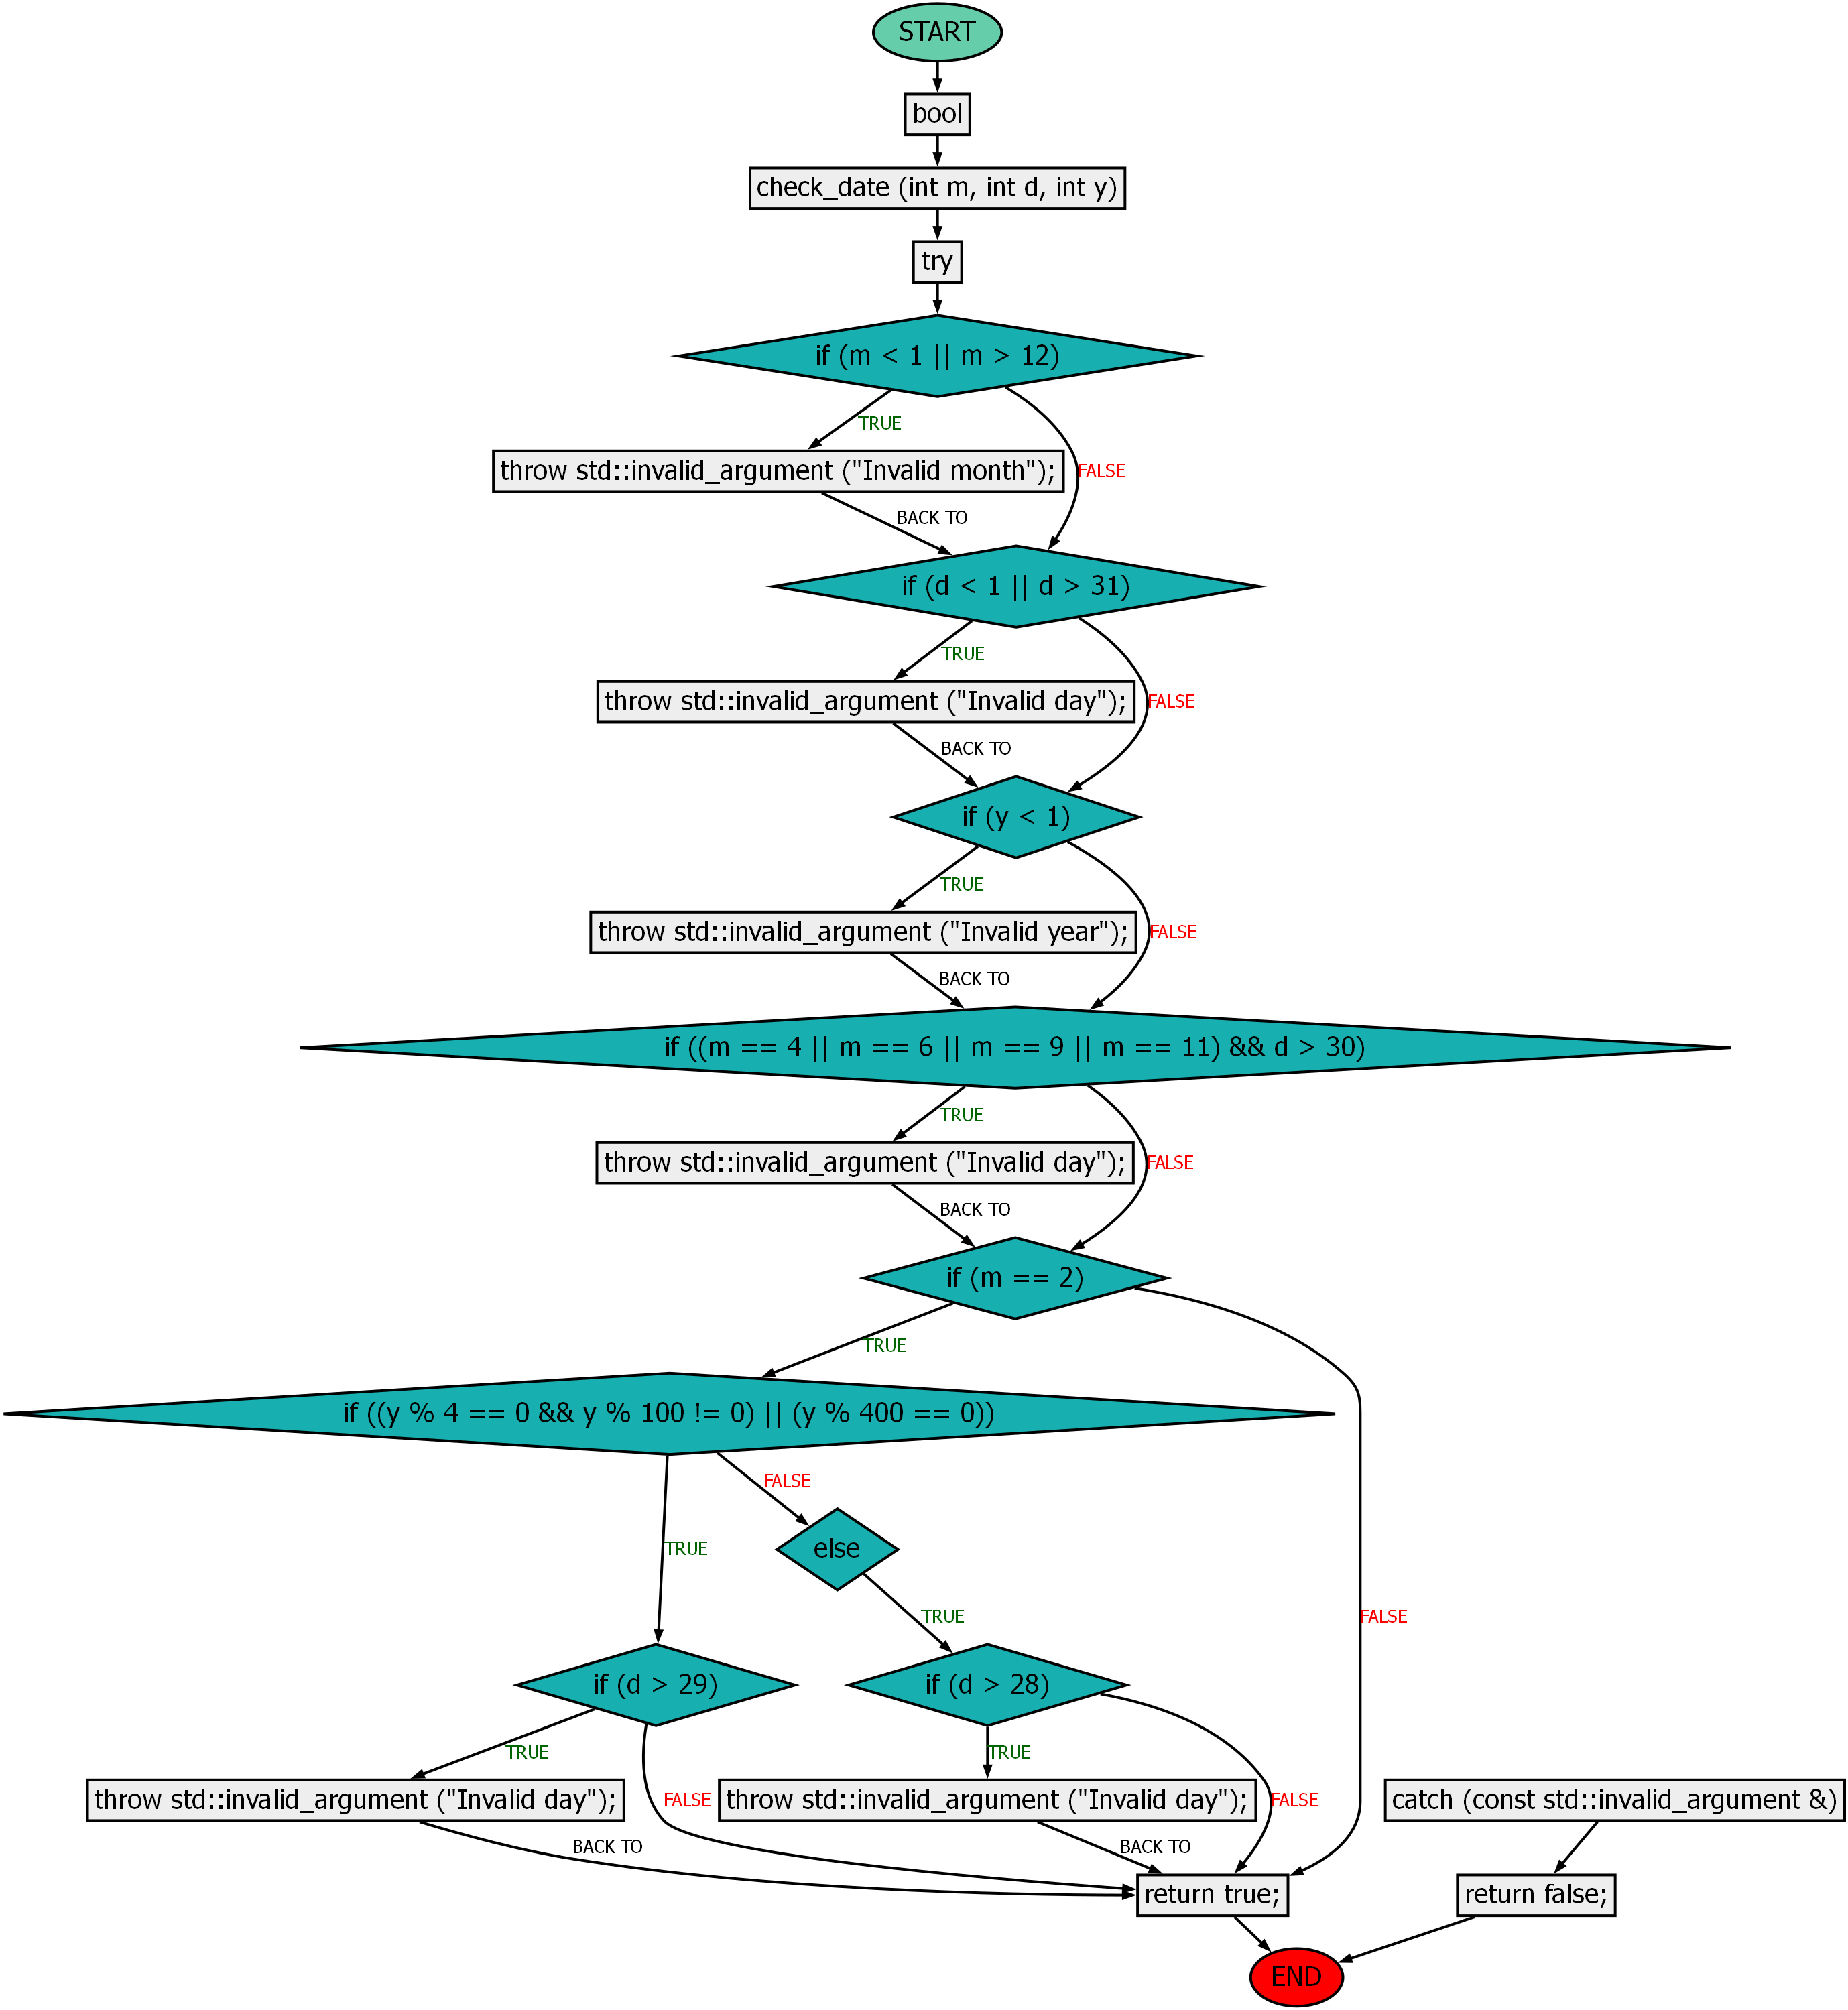 START
bool
check_date (int m, int d, int y)
try
if (m < 1 || m > 12)
TRUE
throw std::invalid_argument ("Invalid month");
FALSE
BACK TO
if (d < 1 || d > 31)
TRUE
throw std::invalid_argument ("Invalid day");
FALSE
BACK TO
if (y < 1)
TRUE
throw std::invalid_argument ("Invalid year");
FALSE
BACK TO
if ((m == 4 || m == 6 || m == 9 || m == 11) && d > 30)
TRUE
throw std::invalid_argument ("Invalid day");
FALSE
BACK TO
if (m == 2)
TRUE
if ((y % 4 == 0 && y % 100 != 0) || (y % 400 == 0))
FALSE
TRUE
else
TRUE
FALSE
if (d > 29)
if (d > 28)
TRUE
TRUE
throw std::invalid_argument ("Invalid day");
FALSE
throw std::invalid_argument ("Invalid day");
FALSE
catch (const std::invalid_argument &)
BACK TO
BACK TO
return true;
return false;
END